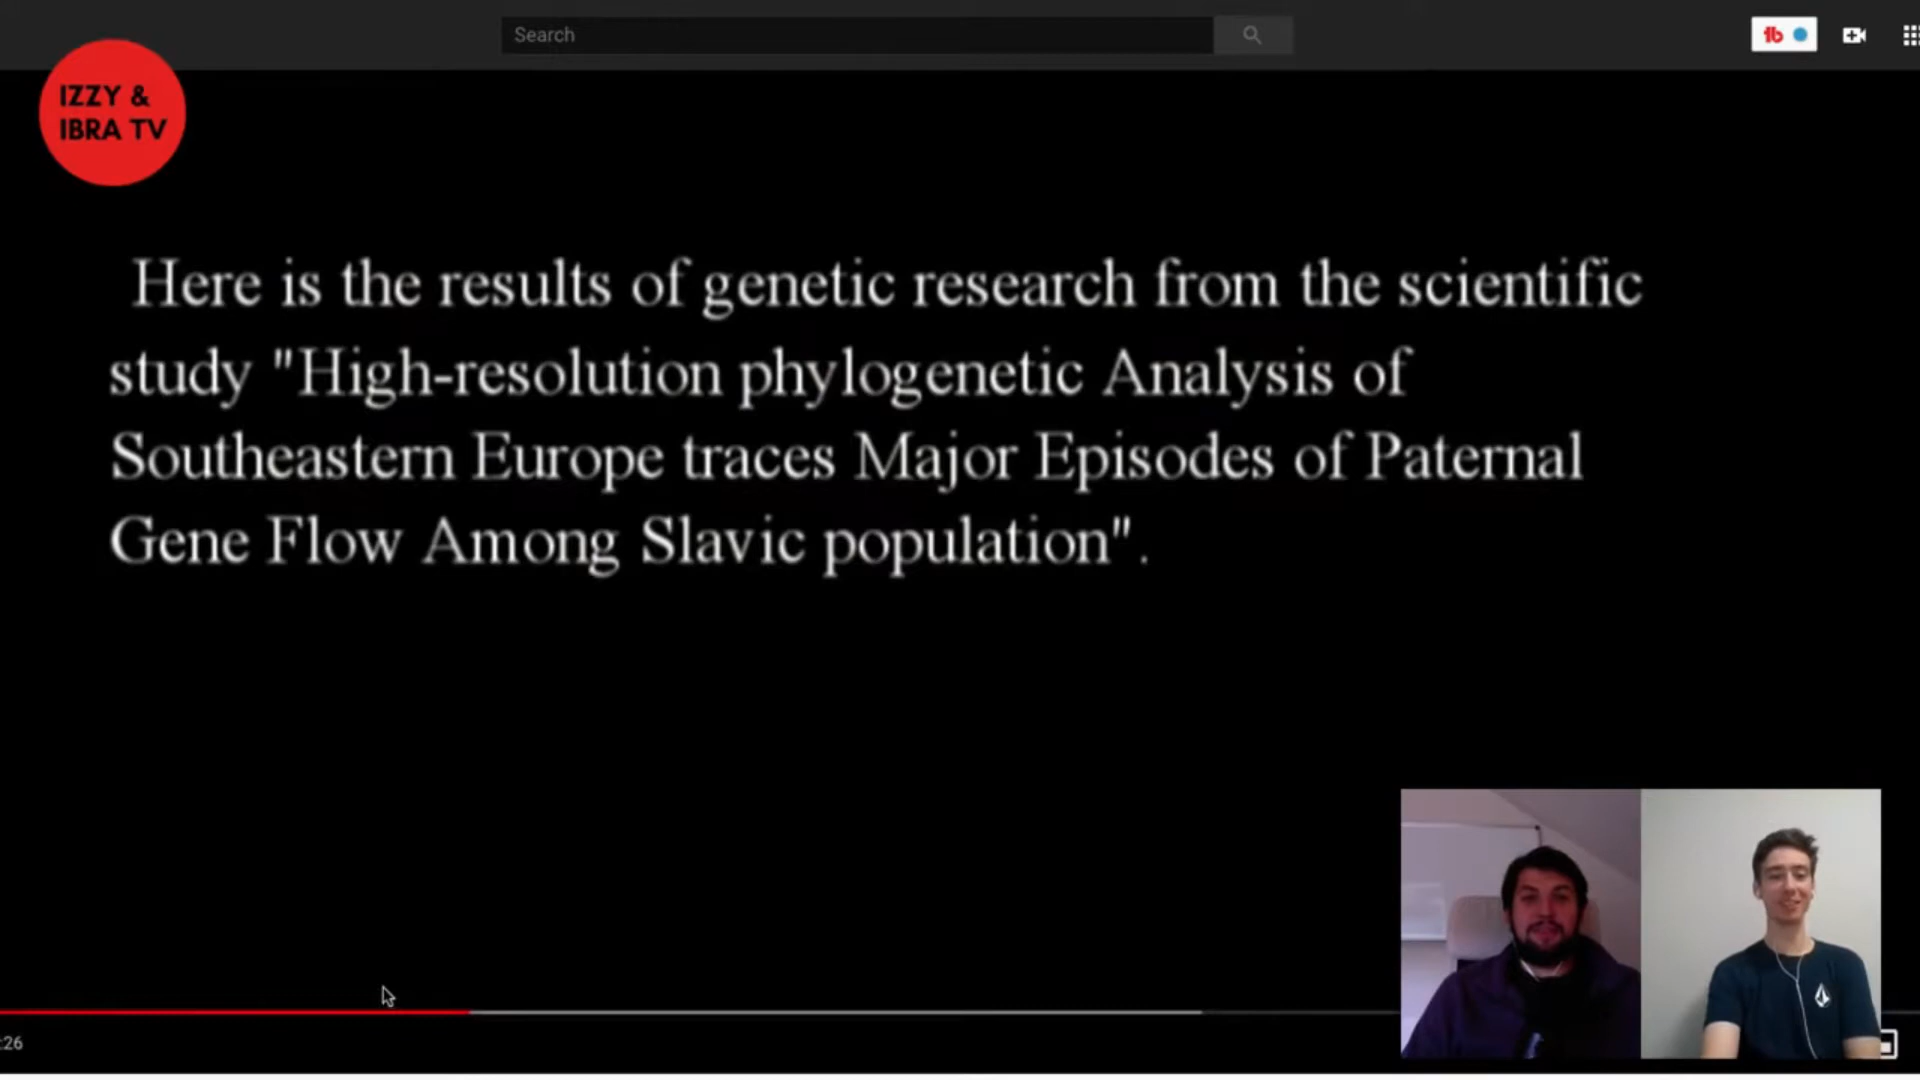 Search
IZZY &
IBRA TV
Here is the results of genetic research from the scientific
study "High-resolution phylogenetic Analysis of
Southeastern Europe traces Major Episodes of Paternal
Gene Flow Among Slavic population".
:26